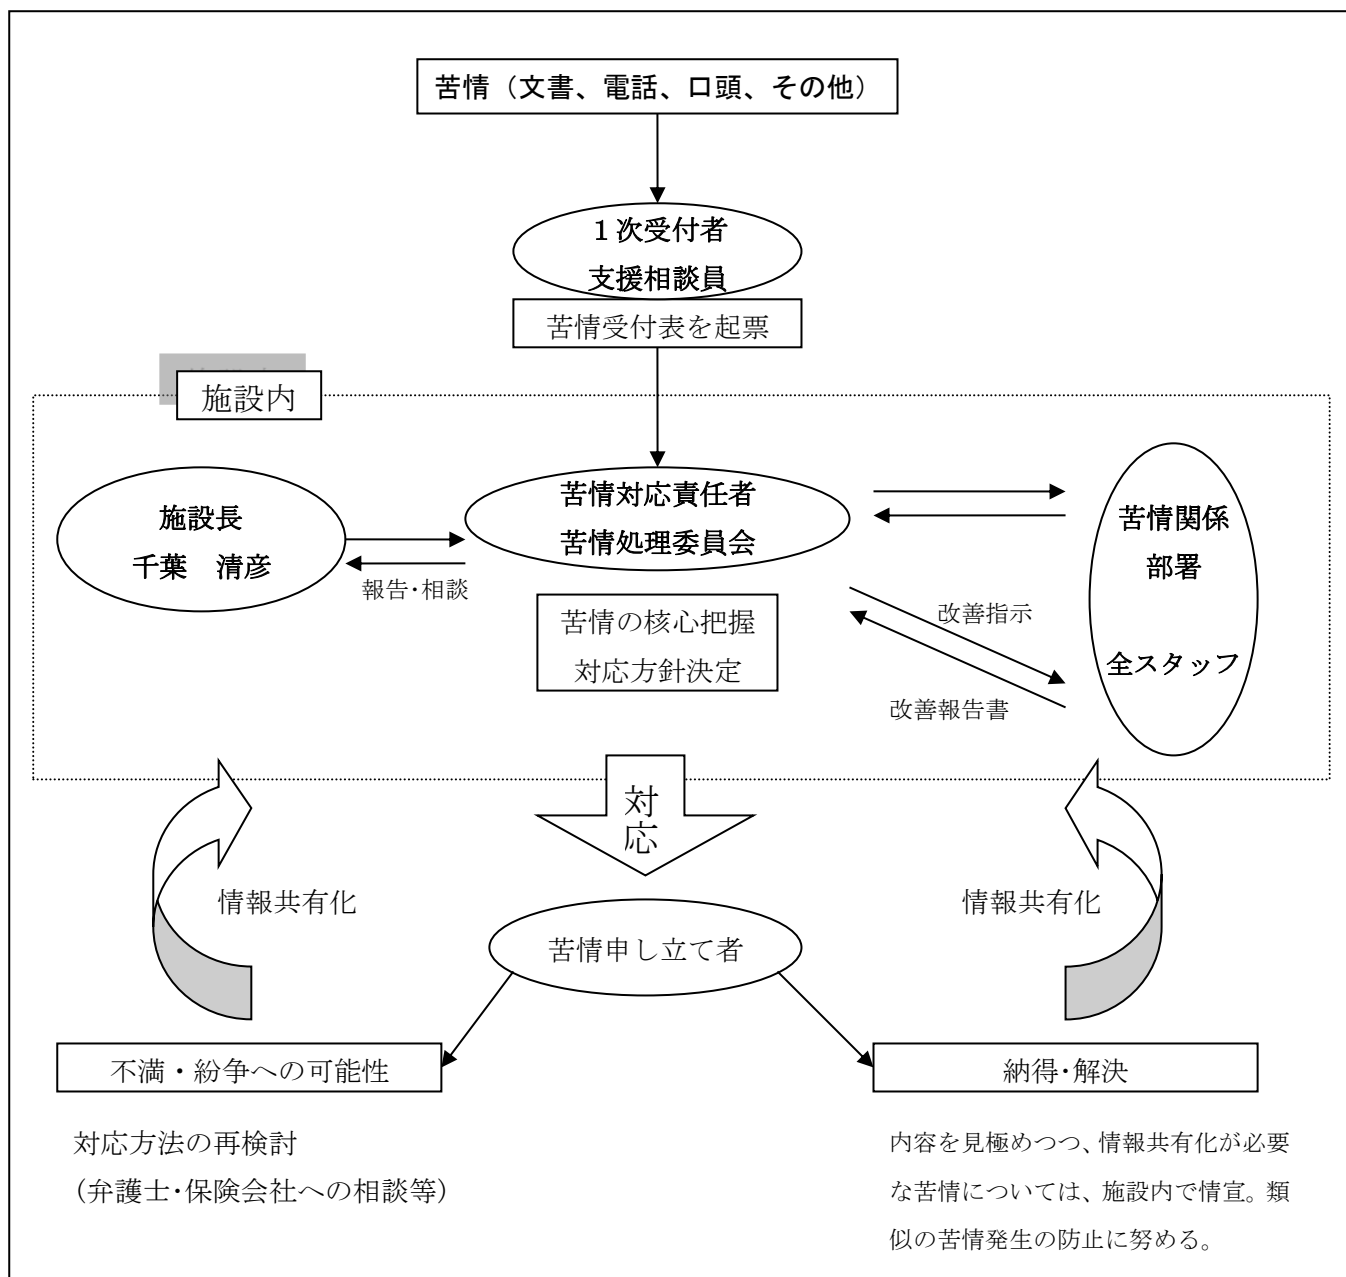 苦情（文書、電話、口頭、その他）
１次受付者
支援相談員
苦情受付表を起票
施設内
施設長
千葉　清彦
報告･相談
苦情対応責任者
苦情処理委員会
苦情の核心把握
対応方針決定
苦情関係
部署
全スタッフ
改善指示
改善報告書
対
応
情報共有化
情報共有化
苦情申し立て者
不満・紛争への可能性
納得･解決
対応方法の再検討
（弁護士･保険会社への相談等）
内容を見極めつつ、情報共有化が必要
な苦情については、施設内で情宣。類
似の苦情発生の防止に努める。